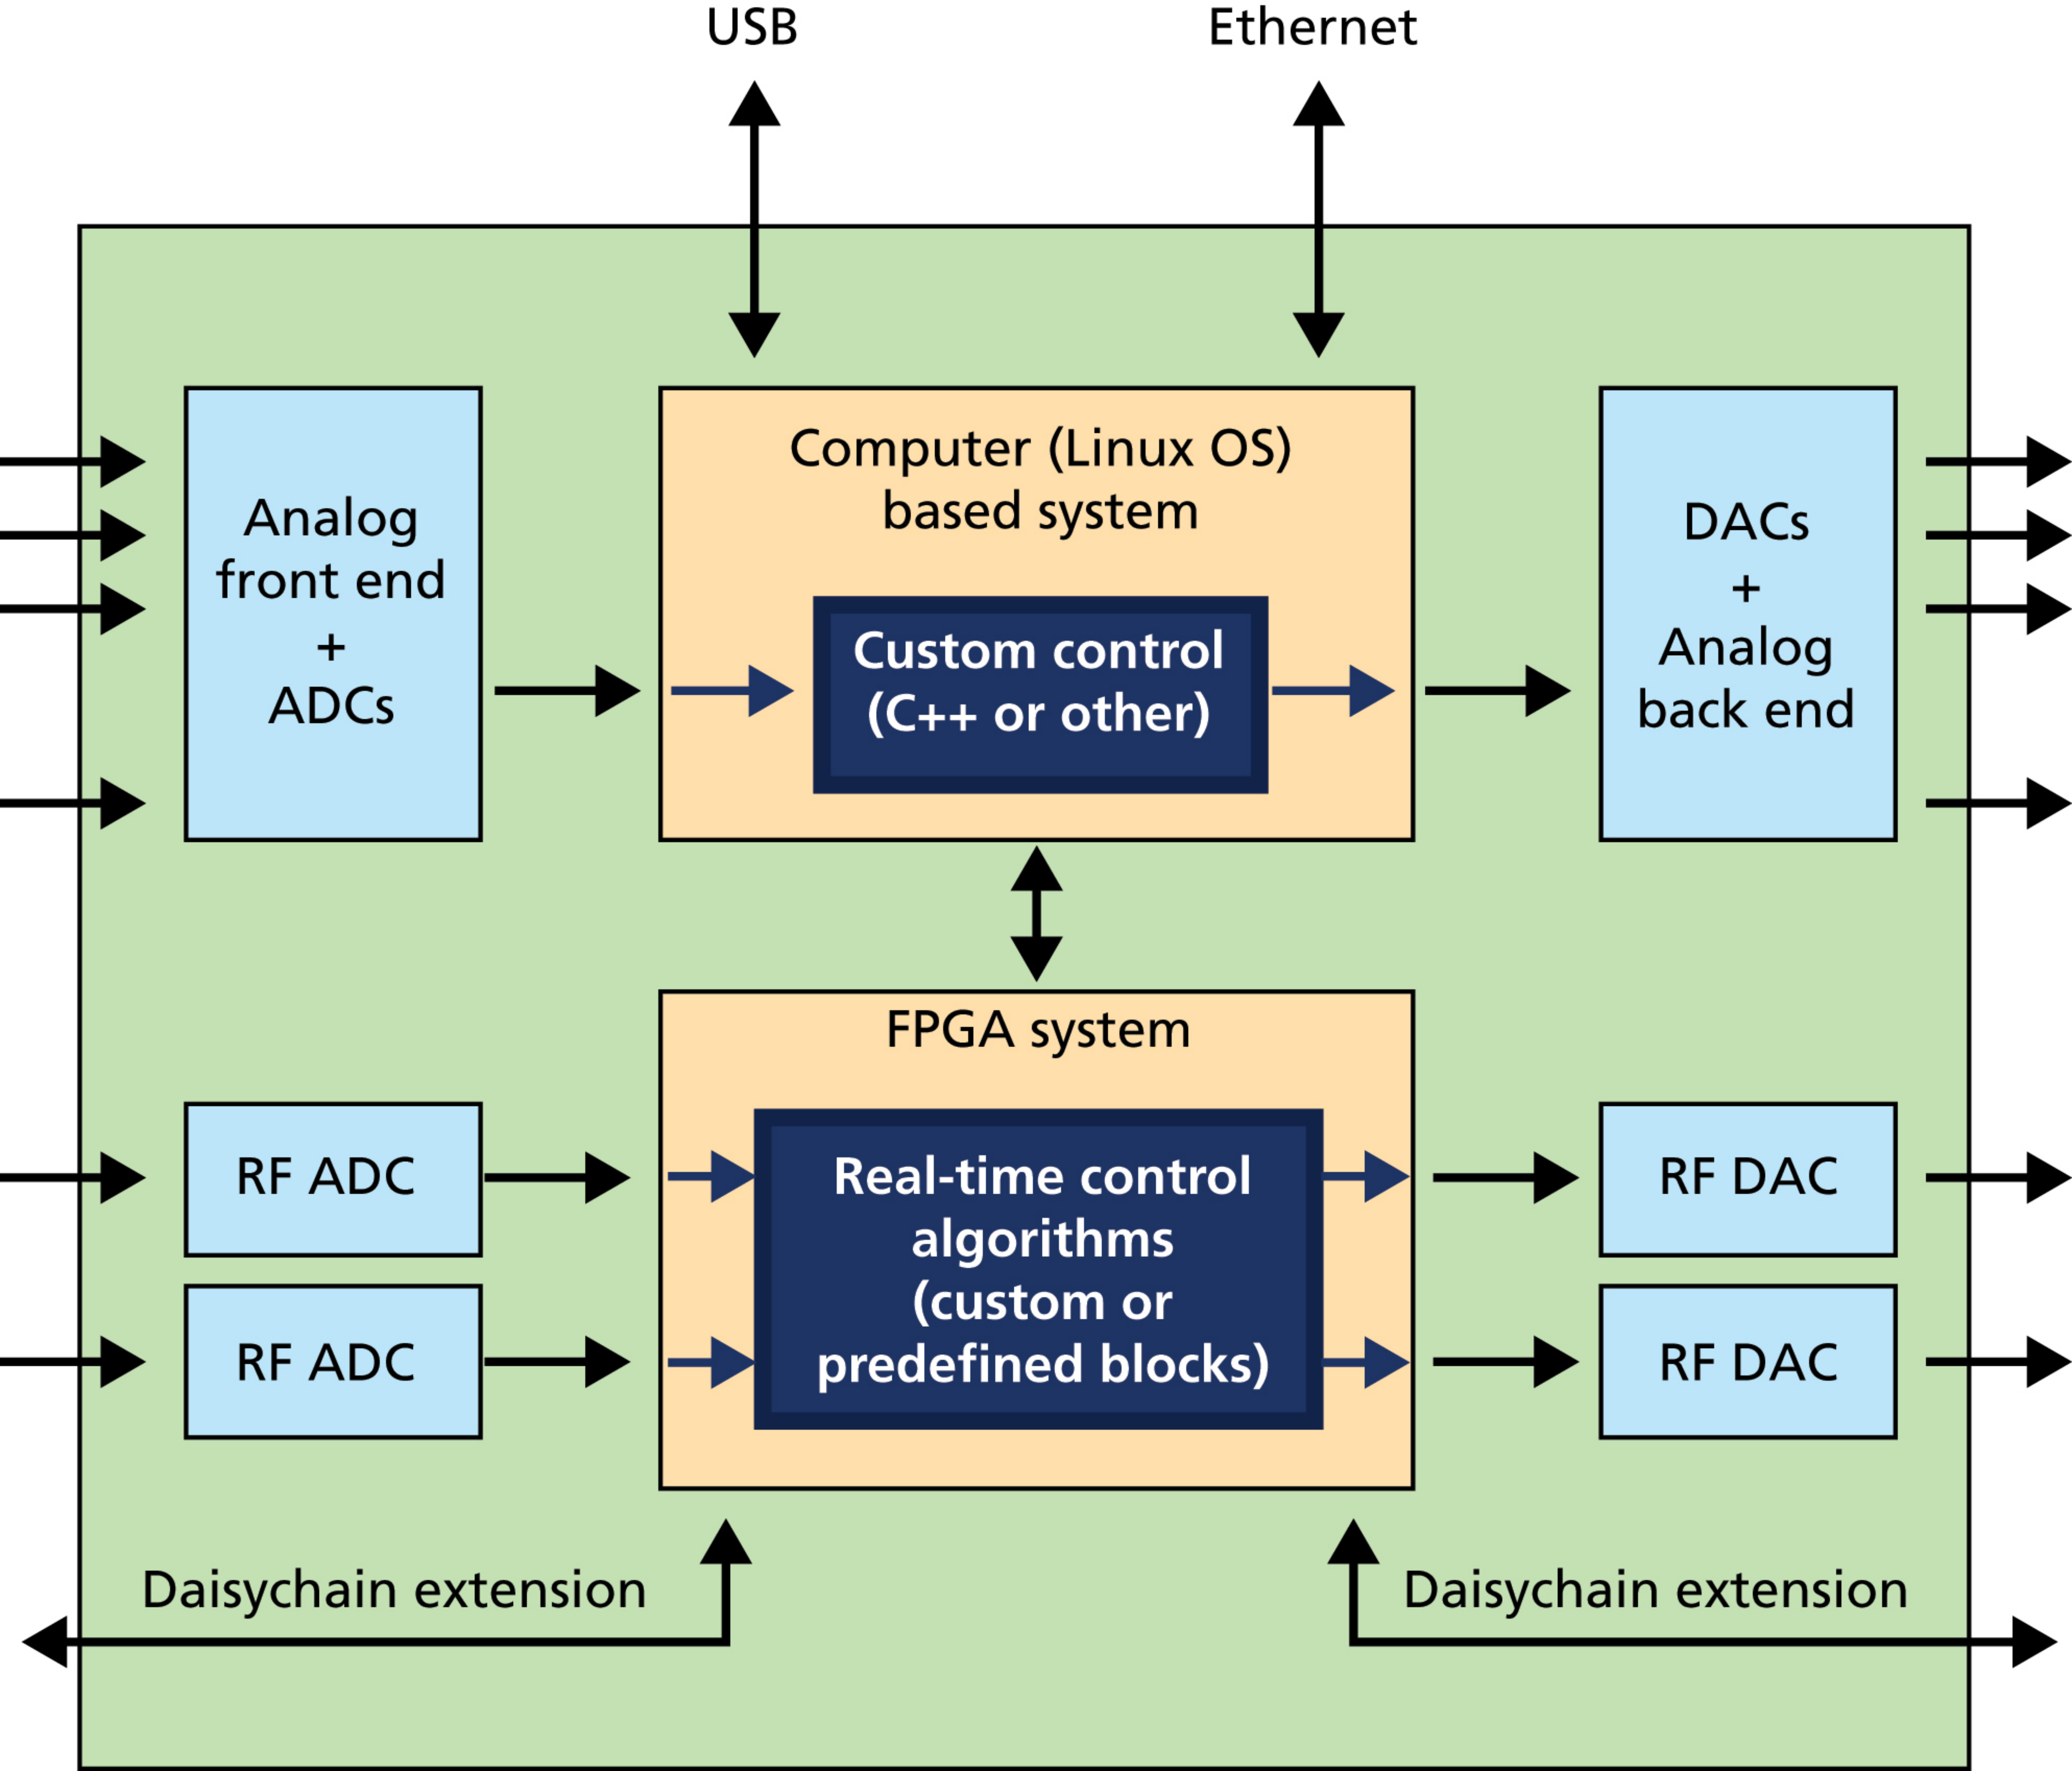 USB
Ethernet
Analog
front end
+
ADCs
Computer (Linux OS)
based system
Custom control
(C++ or other)
DACs
+
Analog
back end
FPGA system
RF ADC
RF ADC
Real-time control
algorithms
(custom or
predefined blocks)
RF DAC
RF DAC
Daisychain extension
Daisychain extension